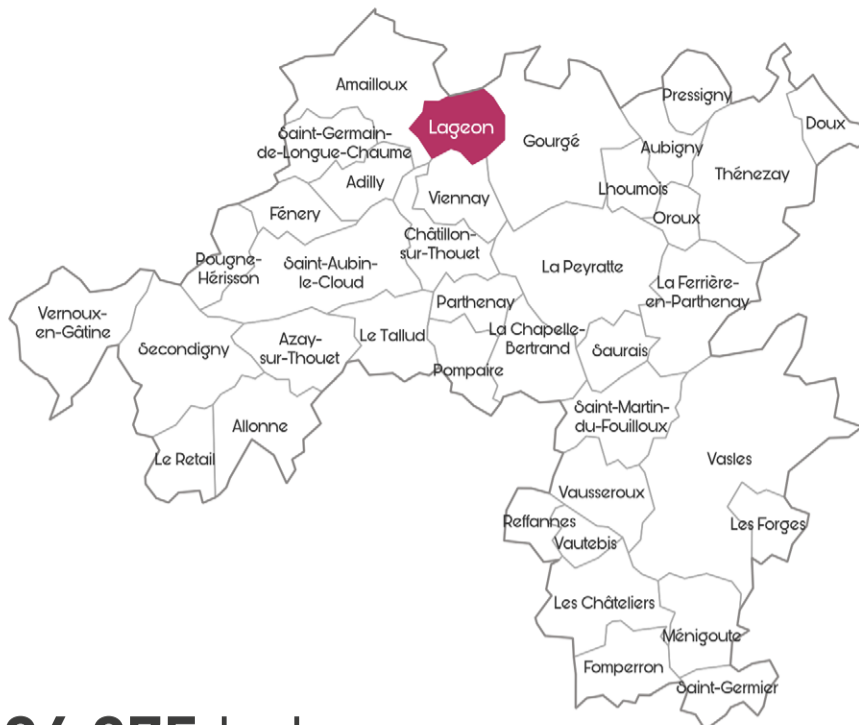 Amailloux
Pressigny
Doux
Lageon
Saint-Germain-
de-Longue-Chaume
Gourgé
Aubigny
Thénezay
Adilly
Viennay
Lhoumois
Oroux
Fénery
Châtillon-
sur-Thouet
Pougne-
Hérisson
Saint-Aubin-
le-Cloud
La Peyratte
La Ferrière-
en-Parthenay
Vernoux-
en-Gâtine
Parthenay
Secondigny
Azay-
sur-Thouet
Le Tallud
La Chapelle-
Bertrand
Saurais
Pompaire
Saint-Martin-
du-Fouilloux
Allonne
Le Retail
Vasles
Vausseroux
Reffannes
Les Forges
Vautebis
Les Châteliers
Ménigoute
Fomperron
Saint-Germier